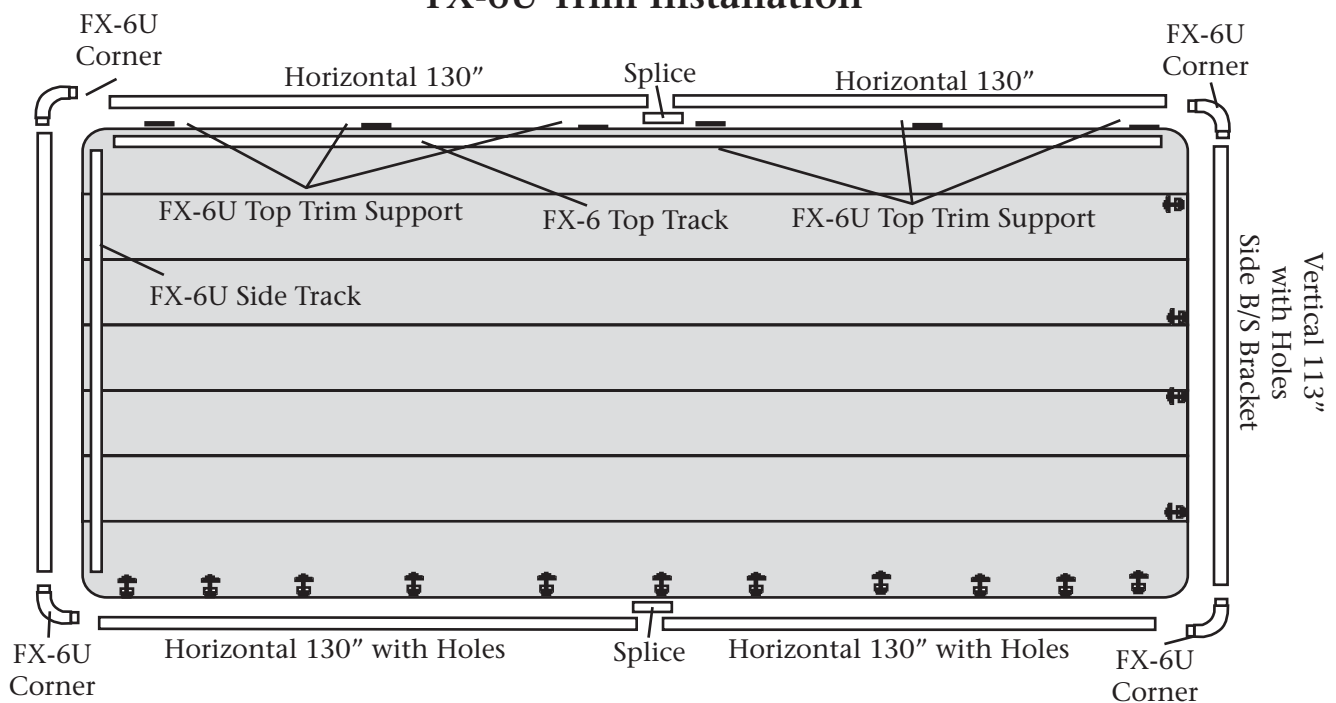 FX-6U Trim Installation
FX-6U
Corner
Horizontal 130”
Splice
Horizontal 130”
FX-6U
Corner
FX-6U Top Trim Support
FX-6 Top Track
FX-6U Top Trim Support
FX-6U Side Track
Vertical 113”
with Holes
Side B/S Bracket
FX-6U
Corner
Horizontal 130” with Holes
Splice
Horizontal 130” with Holes
FX-6U
Corner